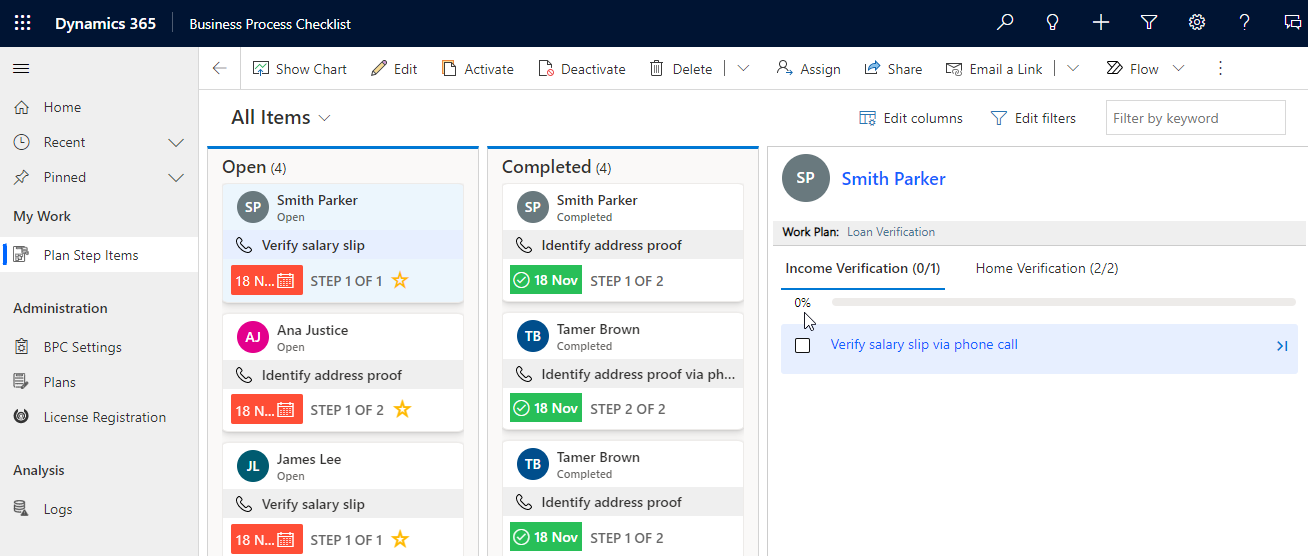 Dynamics 365
Business Process Checklist
Home
Recent
Pinned
My Work
Plan Step Items
Administration
BPC Settings
Plans
License Registration
Analysis
Logs
Show Chart
Edit
Activate
Deactivate
Delete
Assign
Share
Email a Link
Flow
All Items
Edit columns
Edit filters
Filter by keyword
Open (4)
SP
Smith Parker
Open
Verify salary slip
18 N...
STEP 1 OF 1
AJ
Ana Justice
Open
Identify address proof
18 N...
STEP 1 OF 2
JL
James Lee
Open
Verify salary slip
18 N...
STEP 1 OF 1
Completed (4)
SP
Smith Parker
Completed
Identify address proof
18 Nov
STEP 1 OF 2
TB
Tamer Brown
Completed
Identify address proof via ph...
18 Nov
STEP 2 OF 2
TB
Tamer Brown
Completed
Identify address proof
18 Nov
STEP 1 OF 2
SP
Smith Parker
Work Plan: Loan Verification
Income Verification (0/1)
Home Verification (2/2)
0%
Verify salary slip via phone call